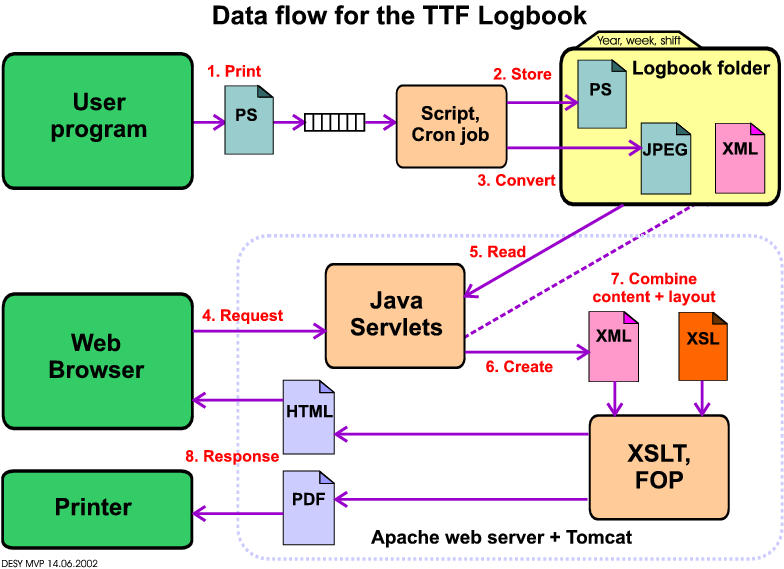 Data flow for the TTF Logbook
Year, week, shift
Logbook folder
1. Print
2. Store
User
program
PS
Script,
Cron job
PS
JPEG
XML
3. Convert
5. Read
7. Combine
content + layout
4. Request
Java
Servlets
Web
Browser
XML
XSL
6. Create
HTML
XSLT,
FOP
8. Response
Printer
PDF
Apache web server + Tomcat
DESY MVP 14.06.2002